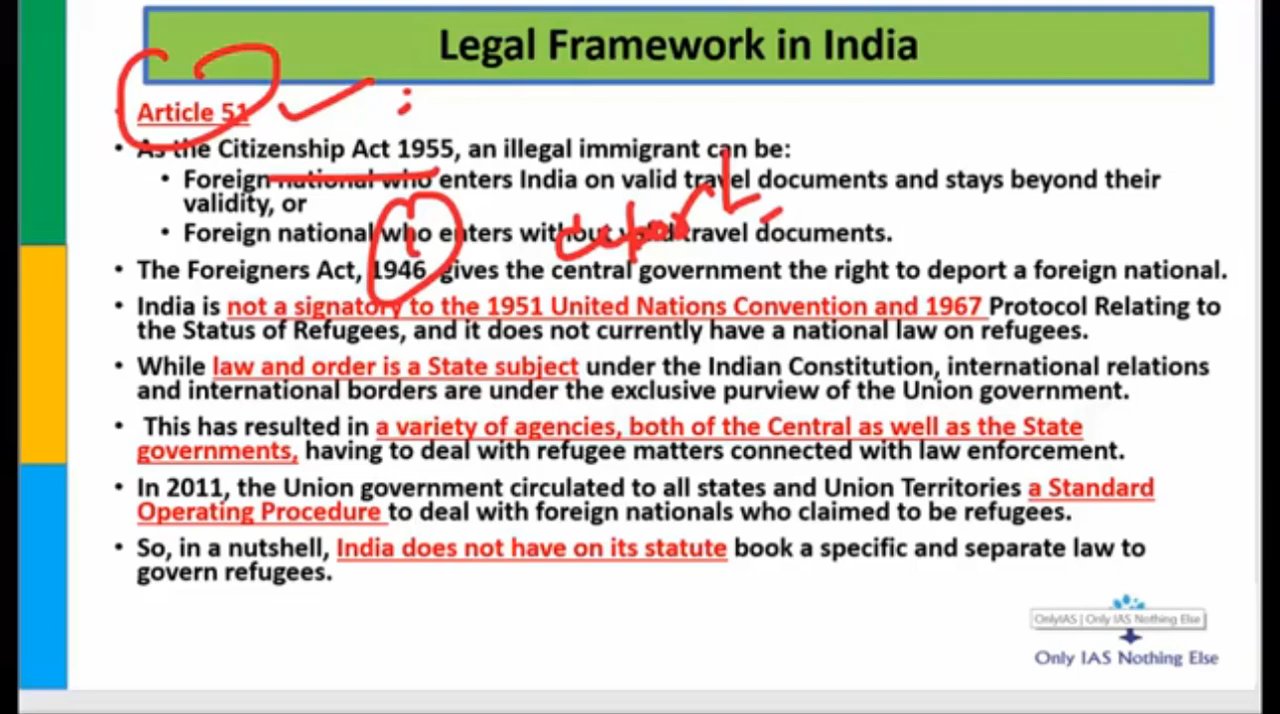 Legal Framework in India
• Article 51
• As the Citizenship Act 1955, an illegal immigrant can be:
• Foreign national who enters India on valid travel documents and stays beyond their
validity, or
• Foreign national who enters without valid travel documents.
deport
• The Foreigners Act, 1946, gives the central government the right to deport a foreign national.
• India is not a signatory to the 1951 United Nations Convention and 1967 Protocol Relating to
the Status of Refugees, and it does not currently have a national law on refugees.
• While law and order is a State subject under the Indian Constitution, international relations
and international borders are under the exclusive purview of the Union government.
• This has resulted in a variety of agencies, both of the Central as well as the State
governments, having to deal with refugee matters connected with law enforcement.
• In 2011, the Union government circulated to all states and Union Territories a Standard
Operating Procedure to deal with foreign nationals who claimed to be refugees.
• So, in a nutshell, India does not have on its statute book a specific and separate law to
govern refugees.
OnlyIAS | Only IAS Nothing Else
Only IAS Nothing Else